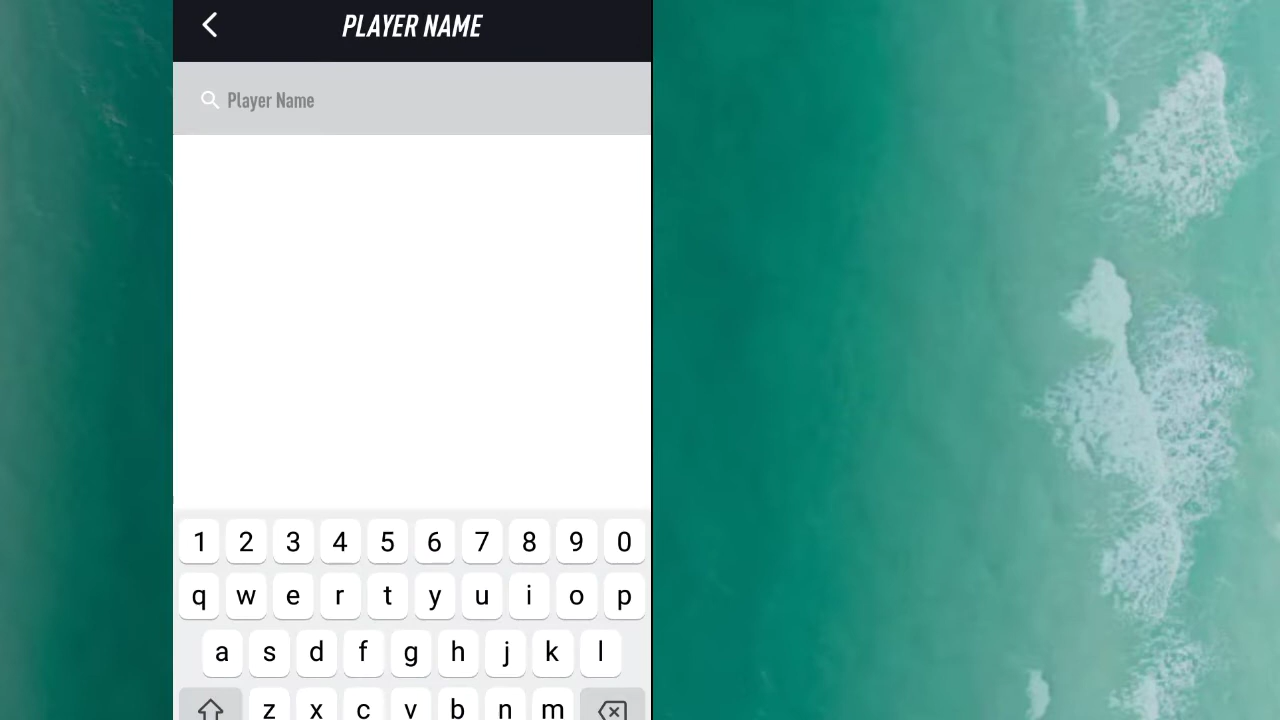 PLAYER NAME
Player Name
1 2 3 4 5 6 7 8 9 0
q w e r t y u i o p
a s d f g h j k l
z x c v b n m